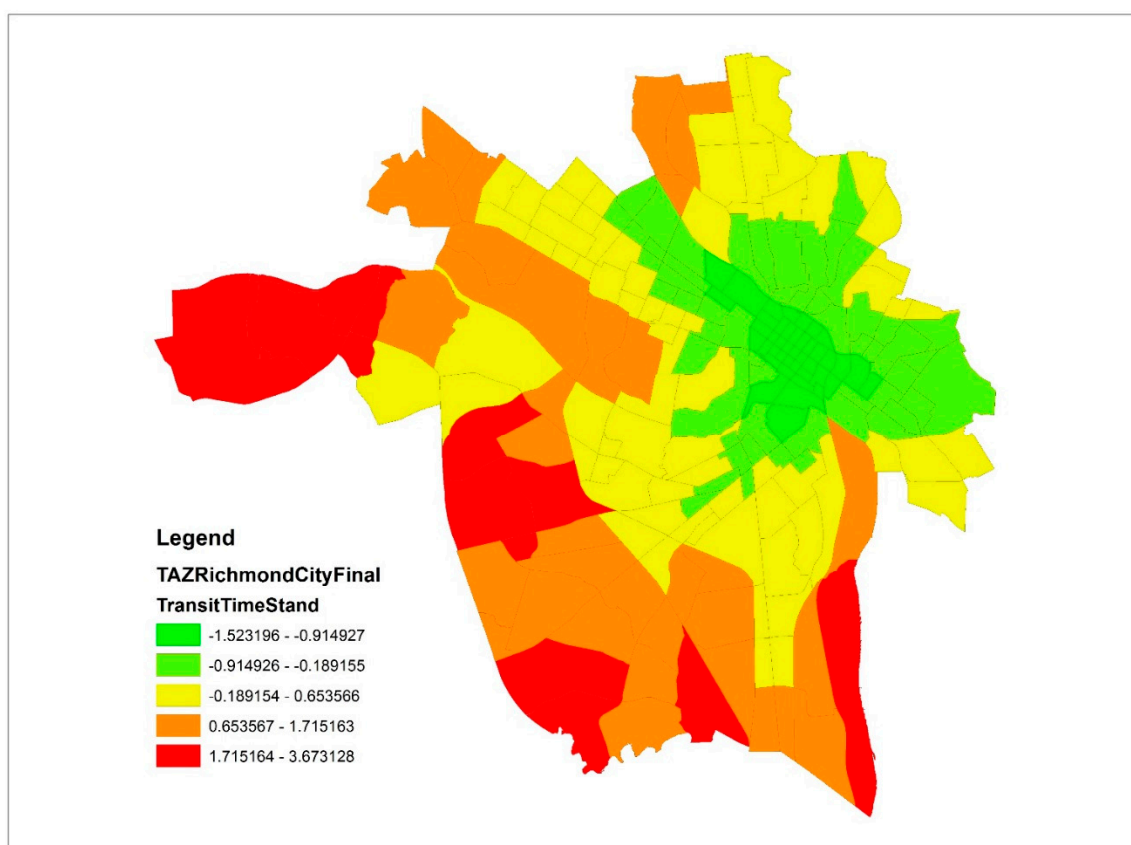 Legend
TAZRichmondCityFinal
TransitTimeStand
-1.523196 - -0.914927
-0.914926 - -0.189155
-0.189154 - 0.653566
0.653567 - 1.715163
1.715164 - 3.673128